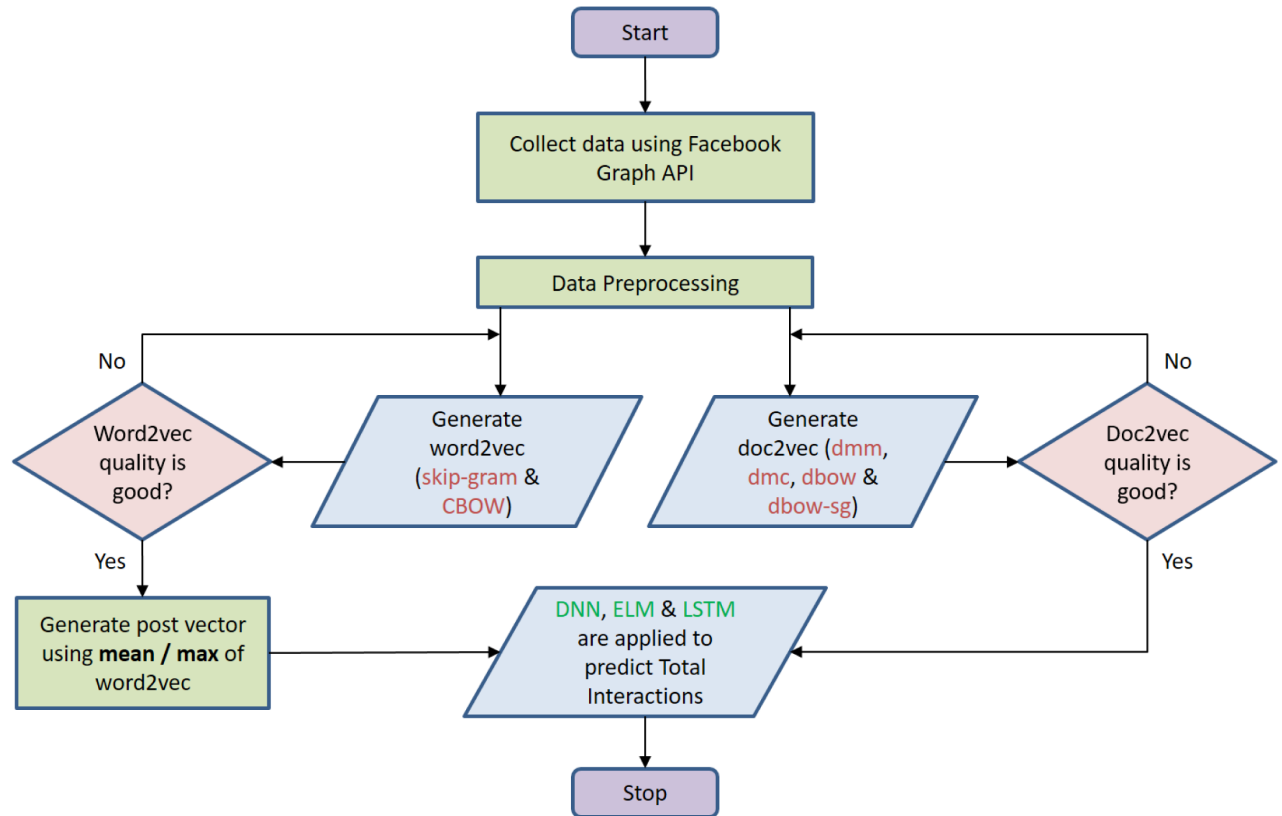 Start
Collect data using Facebook
Graph API
Data Preprocessing
No
No
Word2vec
quality is
good?
Generate
word2vec
(skip-gram &
CBOW)
Generate
doc2vec (dmm,
dmc, dbow &
dbow-sg)
Doc2vec
quality is
good?
Yes
Yes
Generate post vector
using mean / max of
word2vec
DNN, ELM & LSTM
are applied to
predict Total
Interactions
Stop